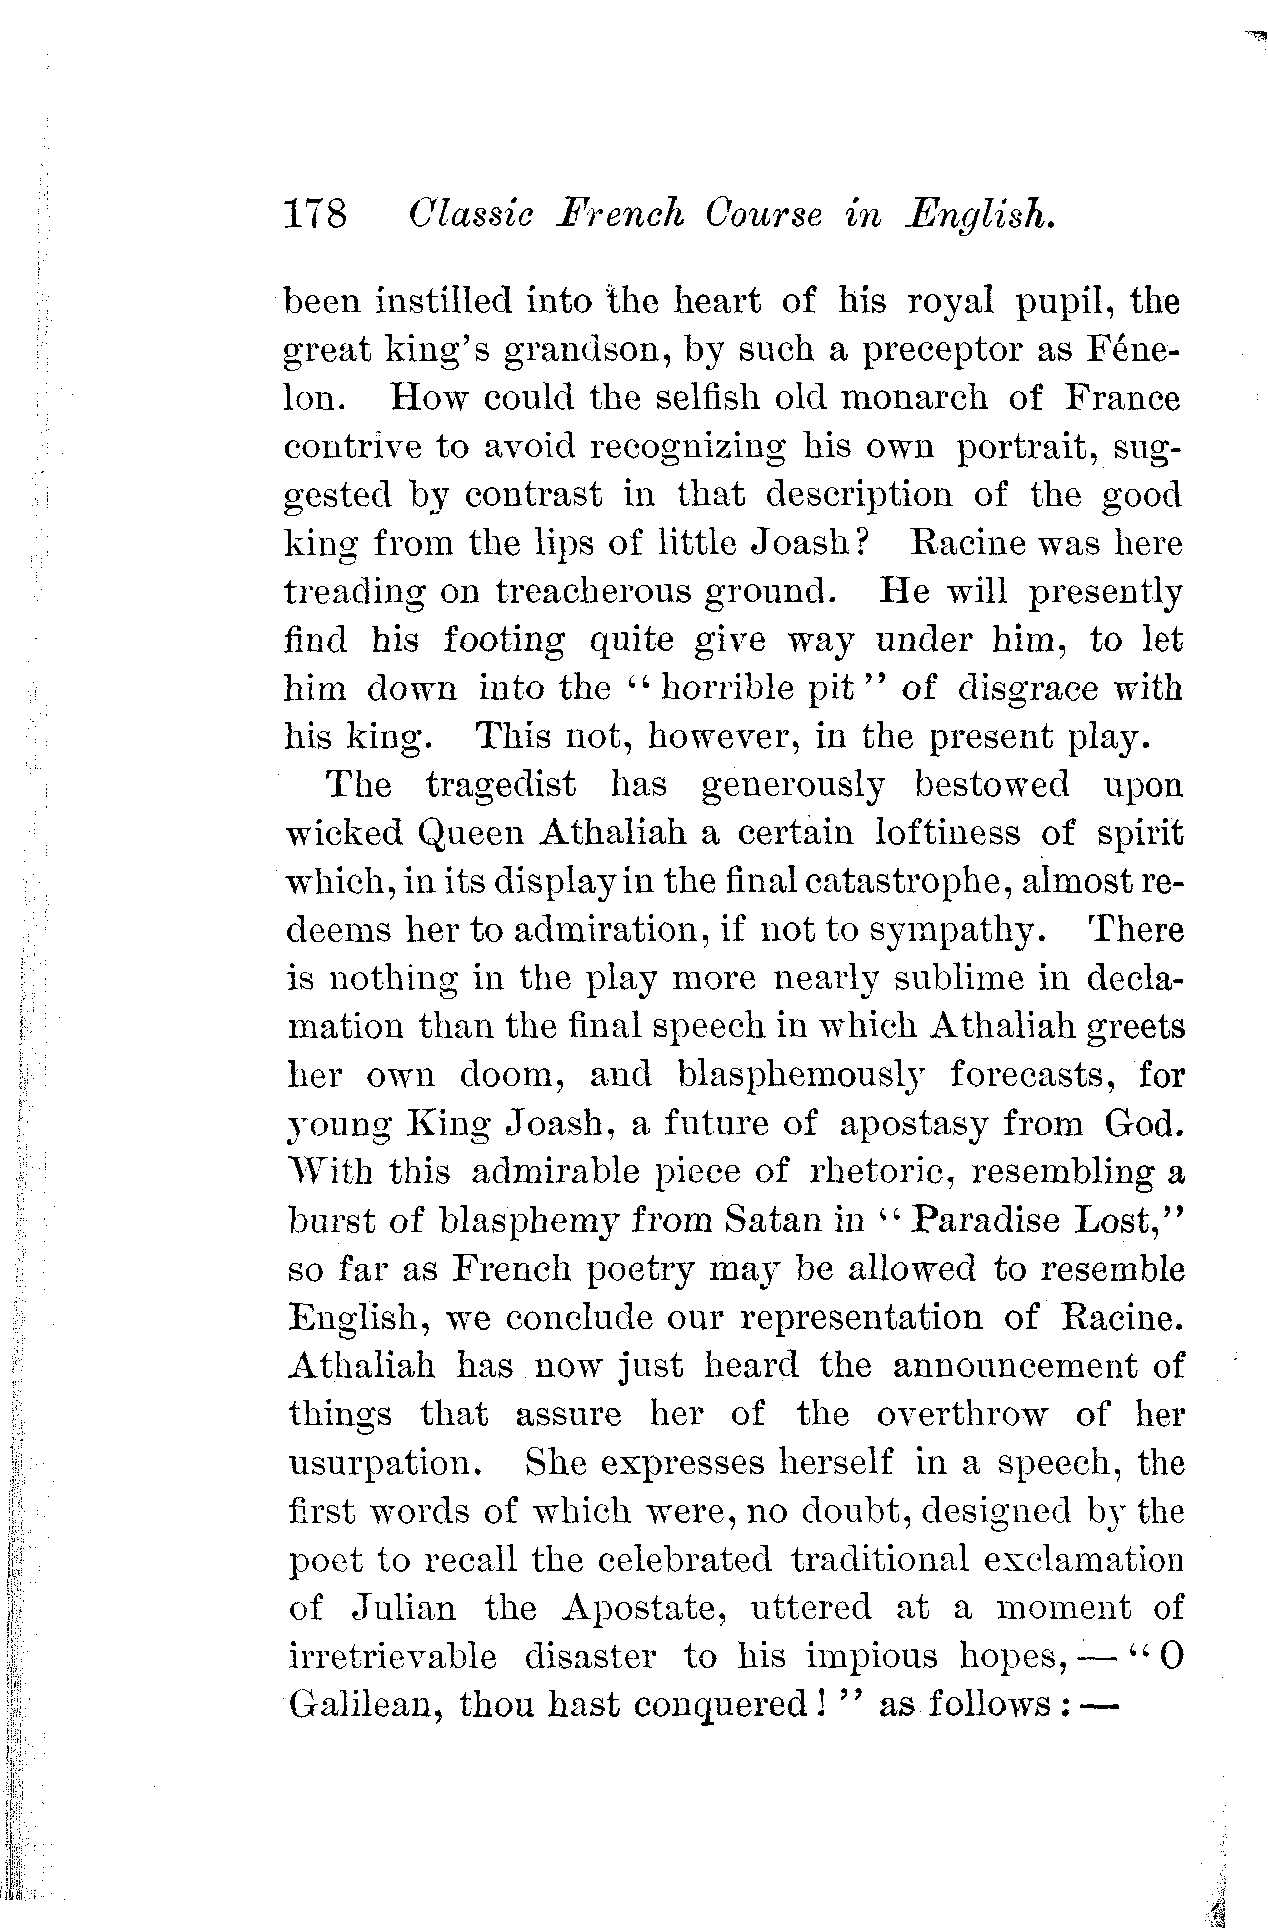 178 Classic French Course in English.
been instilled into the heart of his royal pupil, the
great king's grandson, by such a preceptor as Féne-
lon. How could the selfish old monarch of France
contrive to avoid recognizing his own portrait, sug-
gested by contrast in that description of the good
king from the lips of little Joash? Racine was here
treading on treacherous ground. He will presently
find his footing quite give way under him, to let
him down into the "horrible pit" of disgrace with
his king. This not, however, in the present play.
The tragedist has generously bestowed upon
wicked Queen Athaliah a certain loftiness of spirit
which, in its display in the final catastrophe, almost re-
deems her to admiration, if not to sympathy. There
is nothing in the play more nearly sublime in decla-
mation than the final speech in which Athaliah greets
her own doom, and blasphemously forecasts, for
young King Joash, a future of apostasy from God.
With this admirable piece of rhetoric, resembling a
burst of blasphemy from Satan in "Paradise Lost,"
so far as French poetry may be allowed to resemble
English, we conclude our representation of Racine.
Athaliah has now just heard the announcement of
things that assure her of the overthrow of her
usurpation. She expresses herself in a speech, the
first words of which were, no doubt, designed by the
poet to recall the celebrated traditional exclamation
of Julian the Apostate, uttered at a moment of
irretrievable disaster to his impious hopes, — "O
Galilean, thou hast conquered!" as follows: —